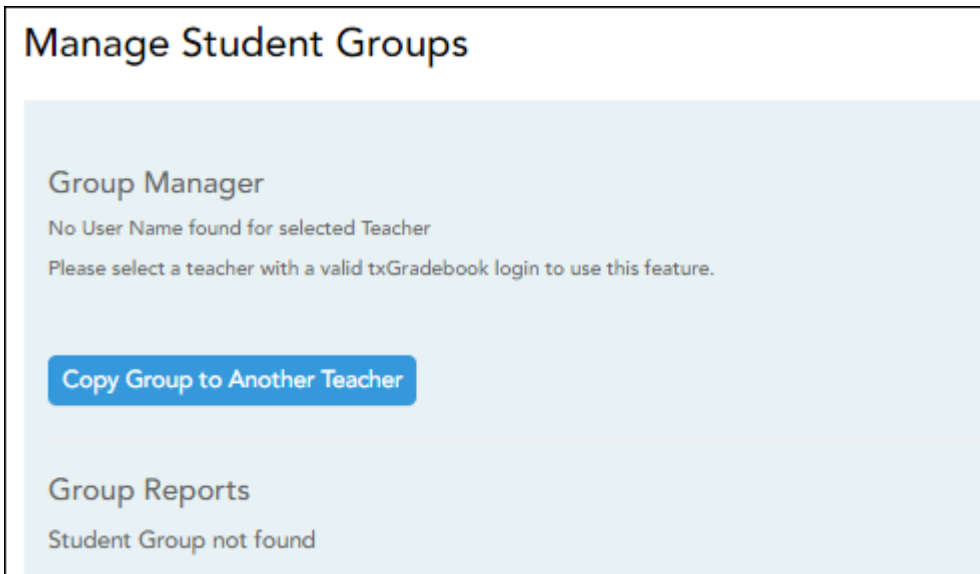 Manage Student Groups
Group Manager
No User Name found for selected Teacher
Please select a teacher with a valid txGradebook login to use this feature.
Copy Group to Another Teacher
Group Reports
Student Group not found